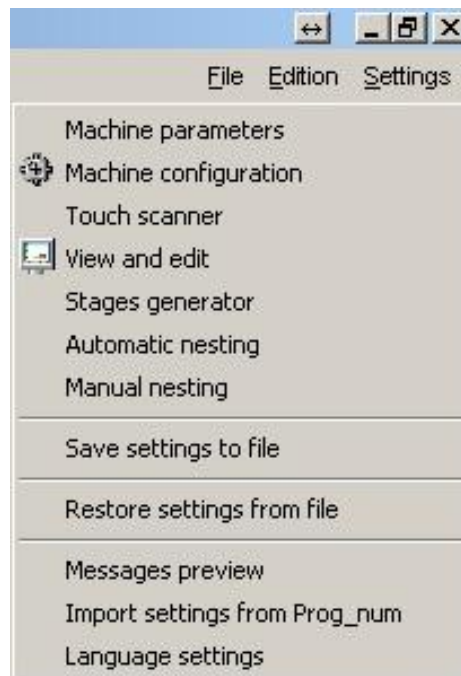 File Edition Settings
Machine parameters
Machine configuration
Touch scanner
View and edit
Stages generator
Automatic nesting
Manual nesting
Save settings to file
Restore settings from file
Messages preview
Import settings from Prog_num
Language settings